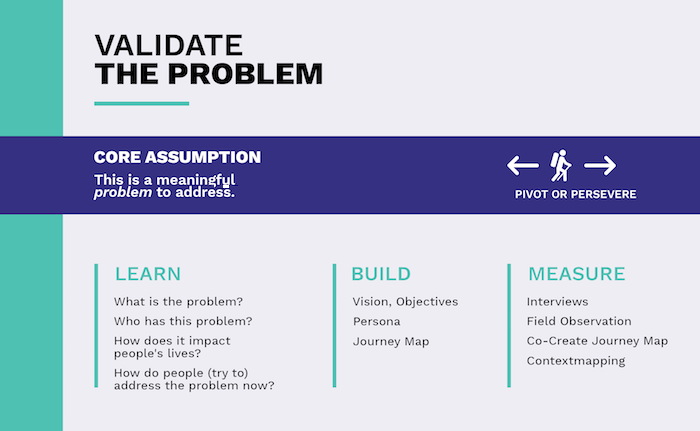 VALIDATE
THE PROBLEM
CORE ASSUMPTION
This is a meaningful
problem to address.
PIVOT OR PERSEVERE
LEARN
What is the problem?
Who has this problem?
How does it impact
people's lives?
How do people (try to)
address the problem now?
BUILD
Vision, Objectives
Persona
Journey Map
MEASURE
Interviews
Field Observation
Co-Create Journey Map
Contextmapping